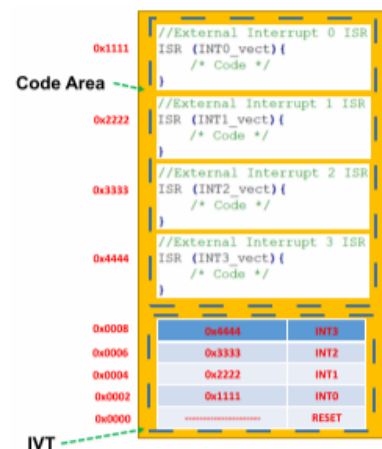 //External Interrupt 0 ISR
0x1111 ISR (INT0_vect){
/* Code */
}
Code Area
//External Interrupt 1 ISR
0x2222 ISR (INT1_vect){
/* Code */
}
//External Interrupt 2 ISR
0x3333 ISR (INT2_vect){
/* Code */
}
//External Interrupt 3 ISR
0x4444 ISR (INT3_vect){
/* Code */
}
0x0008 0x4444 INT3
0x0006 0x3333 INT2
0x0004 0x2222 INT1
0x0002 0x1111 INT0
0x0000 -------------------- RESET
IVT